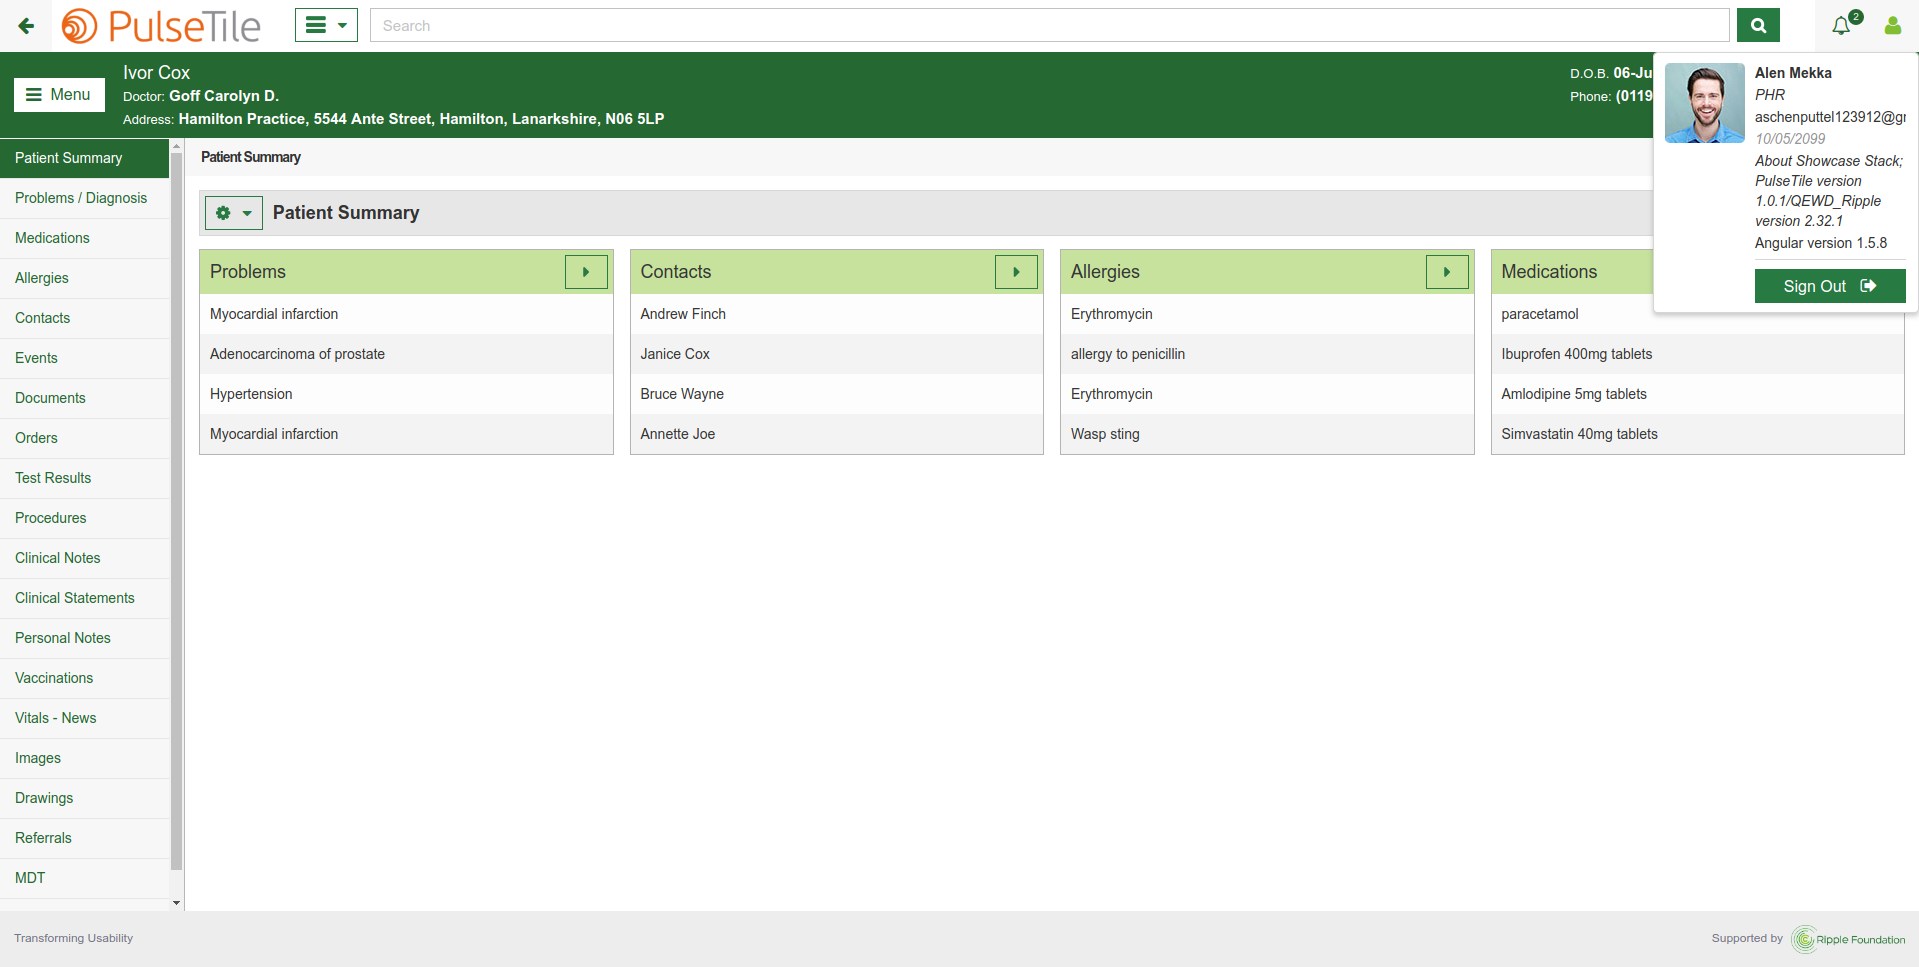 PulseTile
Search
2
Menu
Ivor Cox
Doctor: Goff Carolyn D.
Address: Hamilton Practice, 5544 Ante Street, Hamilton, Lanarkshire, N06 5LP
D.O.B. 06-Ju
Phone: (0119
Alen Mekka
PHR
aschenputtel123912@gr
10/05/2099
About Showcase Stack;
PulseTile version
1.0.1/QEWD_Ripple
version 2.32.1
Angular version 1.5.8
Sign Out
Patient Summary
Problems / Diagnosis
Medications
Allergies
Contacts
Events
Documents
Orders
Test Results
Procedures
Clinical Notes
Clinical Statements
Personal Notes
Vaccinations
Vitals - News
Images
Drawings
Referrals
MDT
Patient Summary
Patient Summary
Problems
Myocardial infarction
Adenocarcinoma of prostate
Hypertension
Myocardial infarction
Contacts
Andrew Finch
Janice Cox
Bruce Wayne
Annette Joe
Allergies
Erythromycin
allergy to penicillin
Erythromycin
Wasp sting
Medications
paracetamol
Ibuprofen 400mg tablets
Amlodipine 5mg tablets
Simvastatin 40mg tablets
Transforming Usability
Supported by
Ripple Foundation